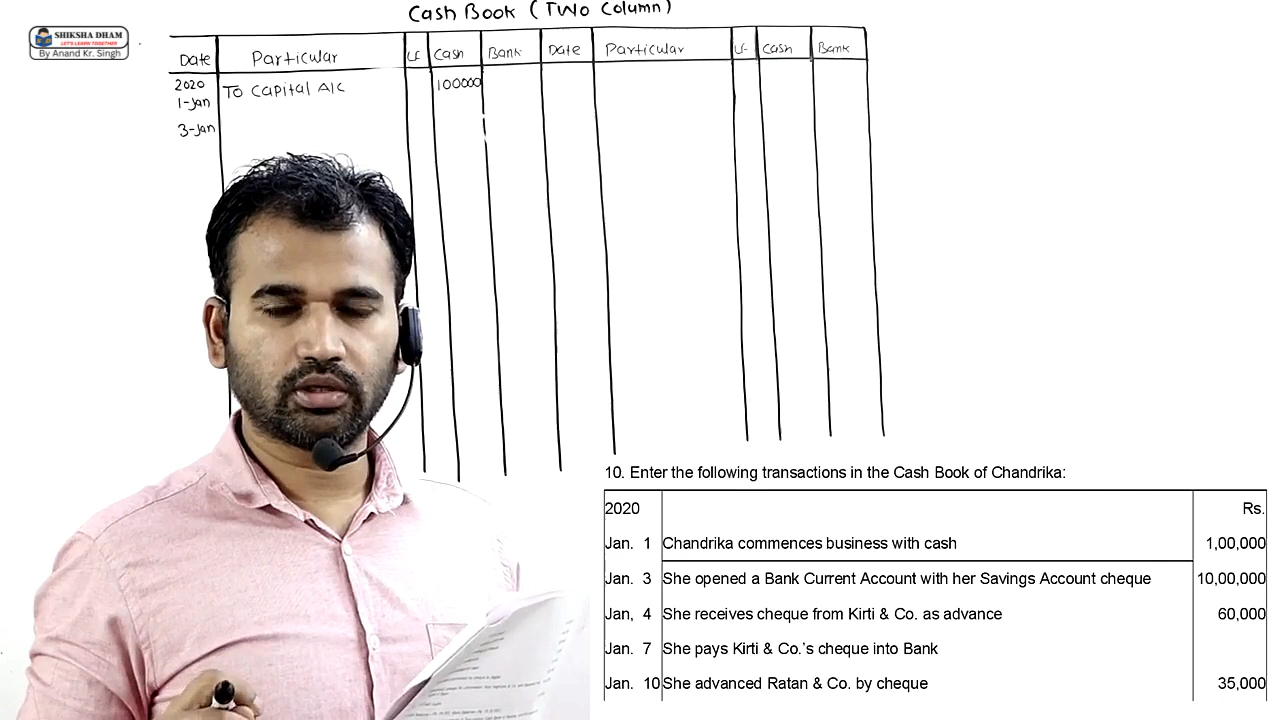 SHIKSHA DHAM
LET'S LEARN TOGETHER
By Anand Kr. Singh
Cash Book (Two Column)
Date Particular LF Cash Bank Date Particular LF Cash Bank
2020
1-Jan To Capital A/c 100000
3-Jan
10. Enter the following transactions in the Cash Book of Chandrika:
2020 Rs.
Jan. 1 Chandrika commences business with cash 1,00,000
Jan. 3 She opened a Bank Current Account with her Savings Account cheque 10,00,000
Jan, 4 She receives cheque from Kirti & Co. as advance 60,000
Jan. 7 She pays Kirti & Co.'s cheque into Bank
Jan. 10 She advanced Ratan & Co. by cheque 35,000